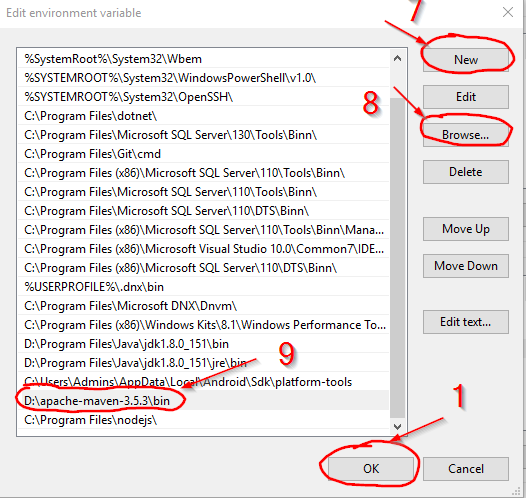 Edit environment variable
7
%SystemRoot%\System32\Wbem
%SYSTEMROOT%\System32\WindowsPowerShell\v1.0\
%SYSTEMROOT%\System32\OpenSSH\
C:\Program Files\dotnet\
C:\Program Files\Microsoft SQL Server\130\Tools\Binn\
C:\Program Files\Git\cmd
C:\Program Files (x86)\Microsoft SQL Server\110\Tools\Binn\
C:\Program Files\Microsoft SQL Server\110\Tools\Binn\
C:\Program Files\Microsoft SQL Server\110\DTS\Binn\
C:\Program Files (x86)\Microsoft SQL Server\110\Tools\Binn\Mana...
C:\Program Files (x86)\Microsoft Visual Studio 10.0\Common7\IDE...
C:\Program Files (x86)\Microsoft SQL Server\110\DTS\Binn\
%USERPROFILE%\.dnx\bin
C:\Program Files\Microsoft DNX\Dnvm\
C:\Program Files (x86)\Windows Kits\8.1\Windows Performance To...
D:\Program Files\Java\jdk1.8.0_151\bin
D:\Program Files\Java\jdk1.8.0_151\jre\bin
C:\Users\Admins\AppData\Local\Android\Sdk\platform-tools
D:\apache-maven-3.5.3\bin
C:\Program Files\nodejs\
9
New
Edit
8
Browse...
Delete
Move Up
Move Down
Edit text...
1
OK
Cancel